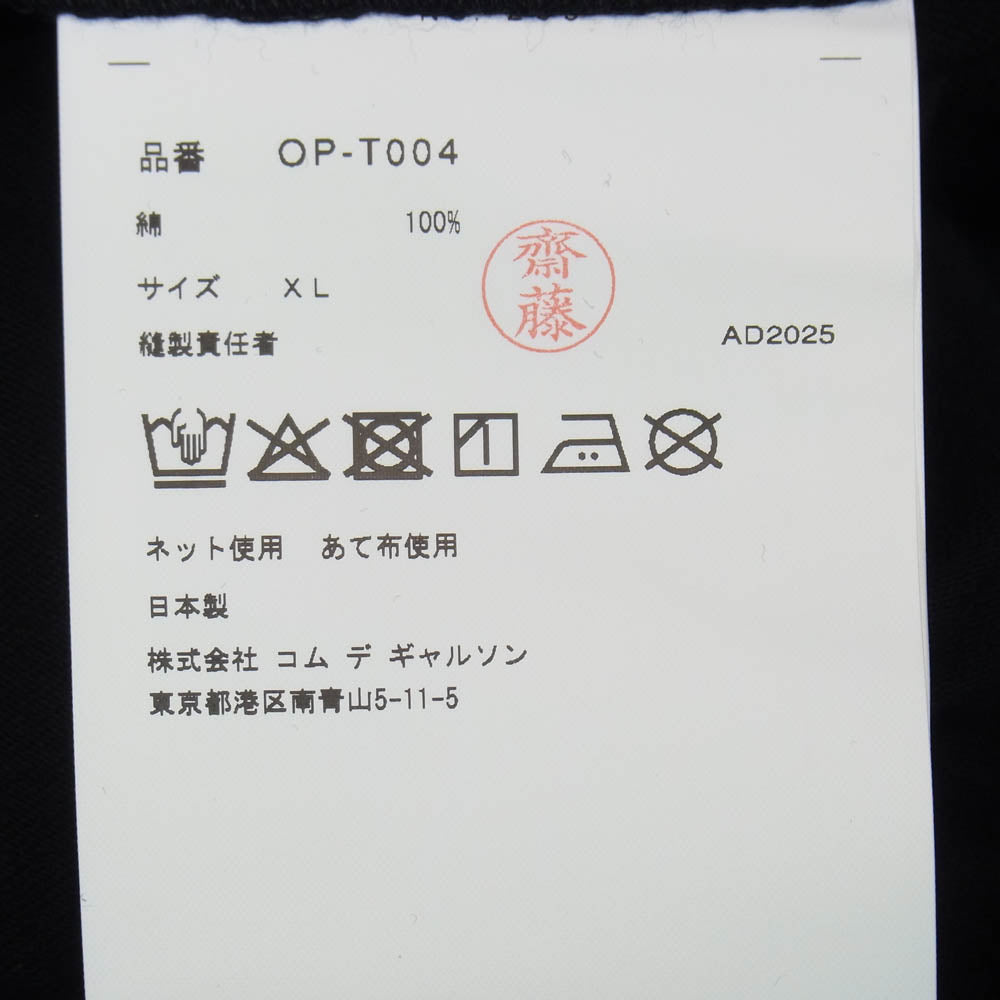 品番 OP-T004
綿 100%
サイズ XL
縫製責任者
齋藤
AD2025
ネット使用 あて布使用
日本製
株式会社 コム デ ギャルソン
東京都港区南青山5-11-5